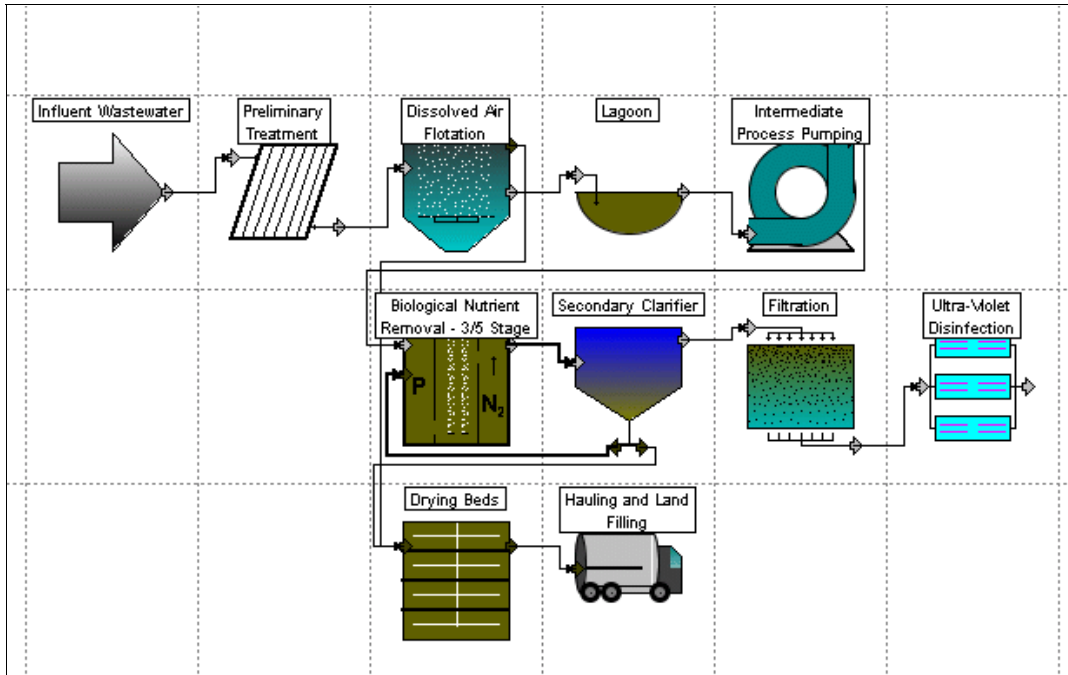 Influent Wastewater
Preliminary
Treatment
Dissolved Air
Flotation
Lagoon
Intermediate
Process Pumping
Biological Nutrient
Removal - 3/5 Stage
P
N2
Secondary Clarifier
Filtration
Ultra-Violet
Disinfection
Drying Beds
Hauling and Land
Filling